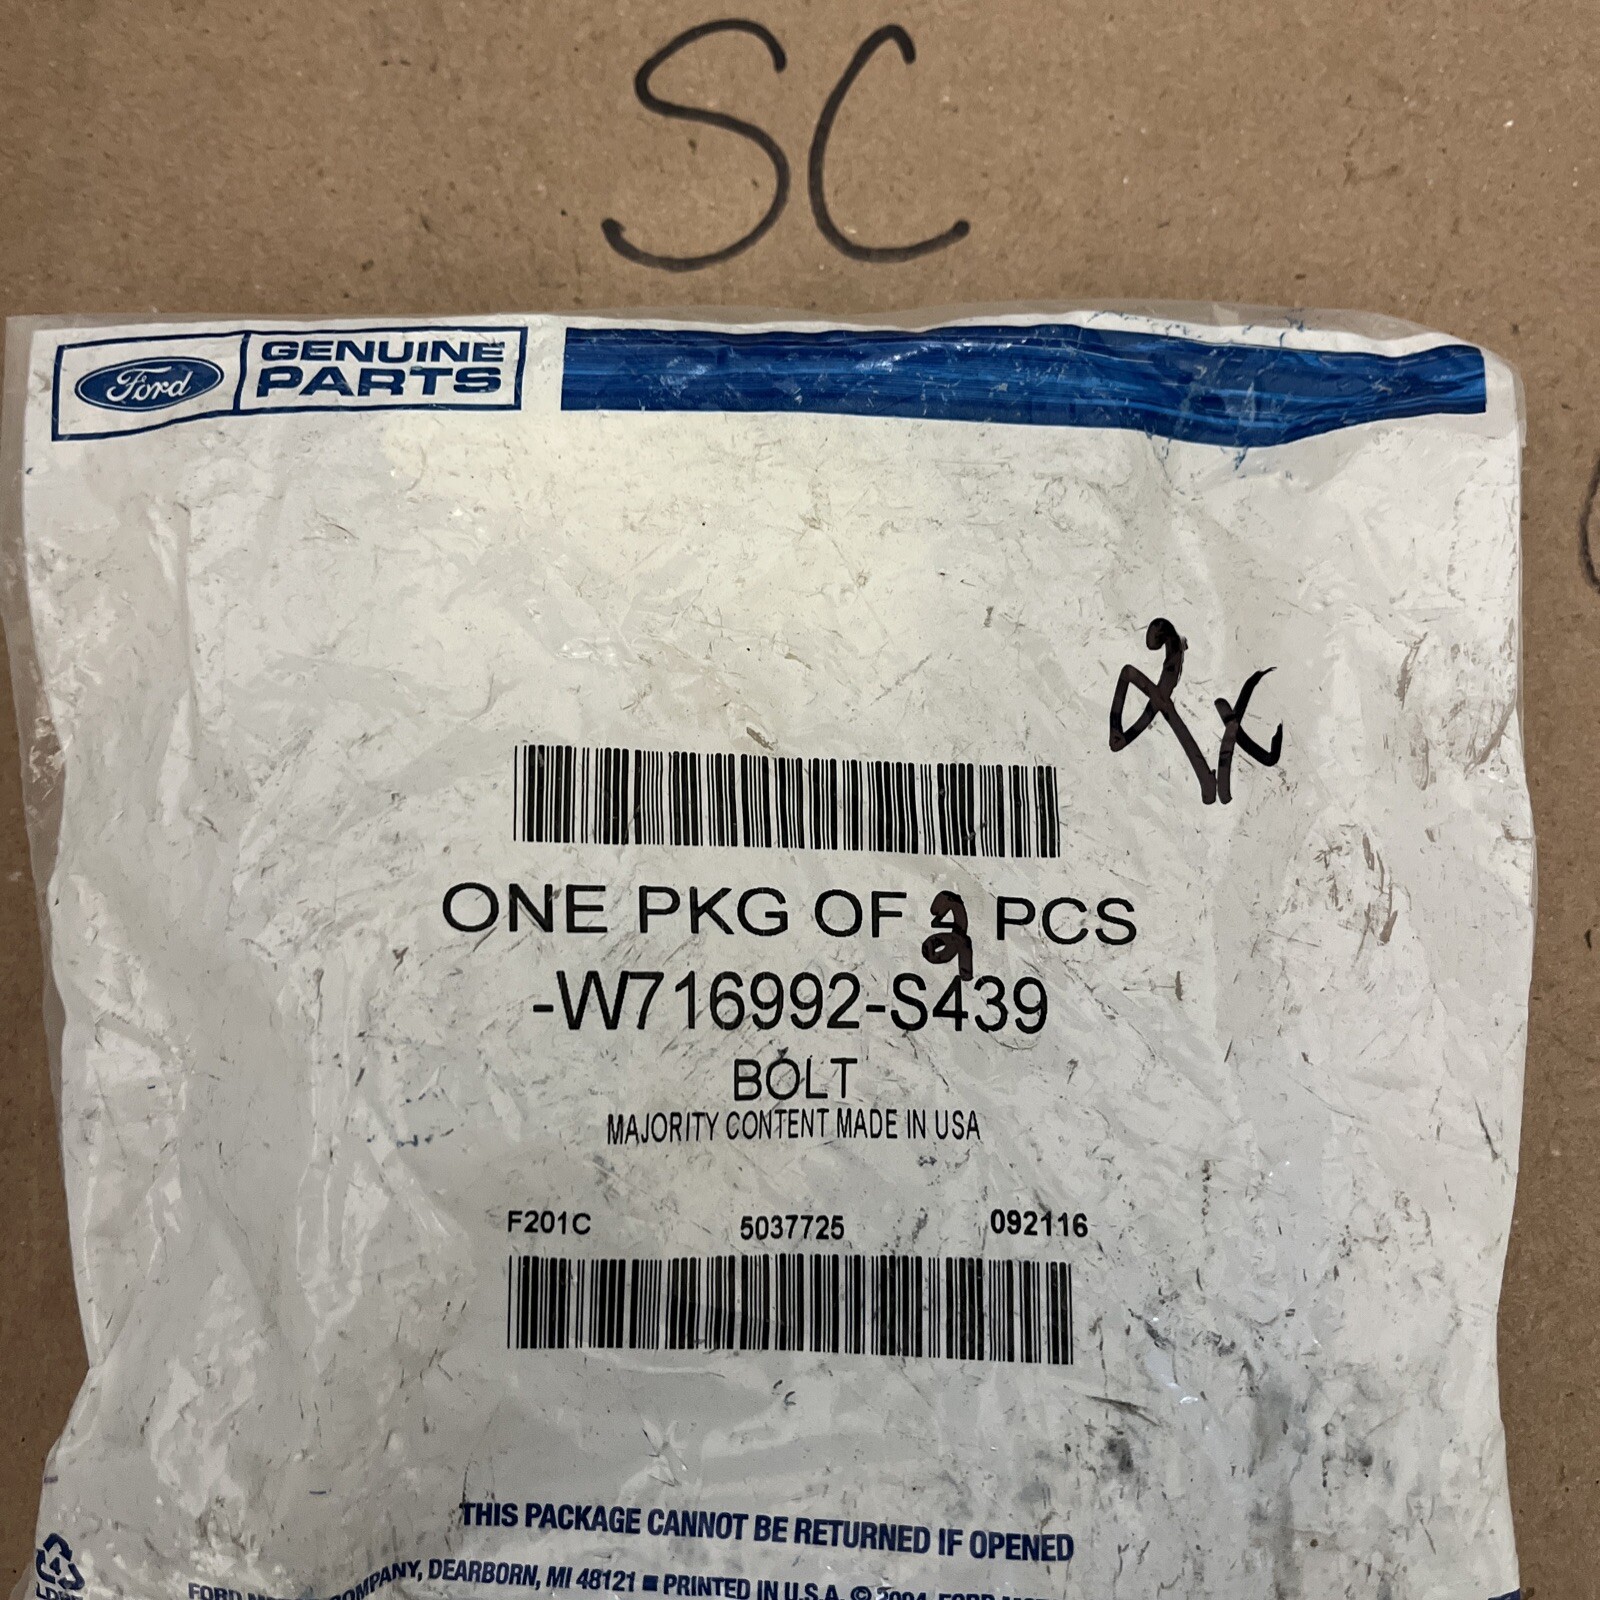 SC
Ford GENUINE PARTS
2x
ONE PKG OF 2 PCS
-W716992-S439
BOLT
MAJORITY CONTENT MADE IN USA
F201C 5037725 092116
THIS PACKAGE CANNOT BE RETURNED IF OPENED
FORD COMPANY, DEARBORN, MI 48121 ■ PRINTED IN U.S.A. ©